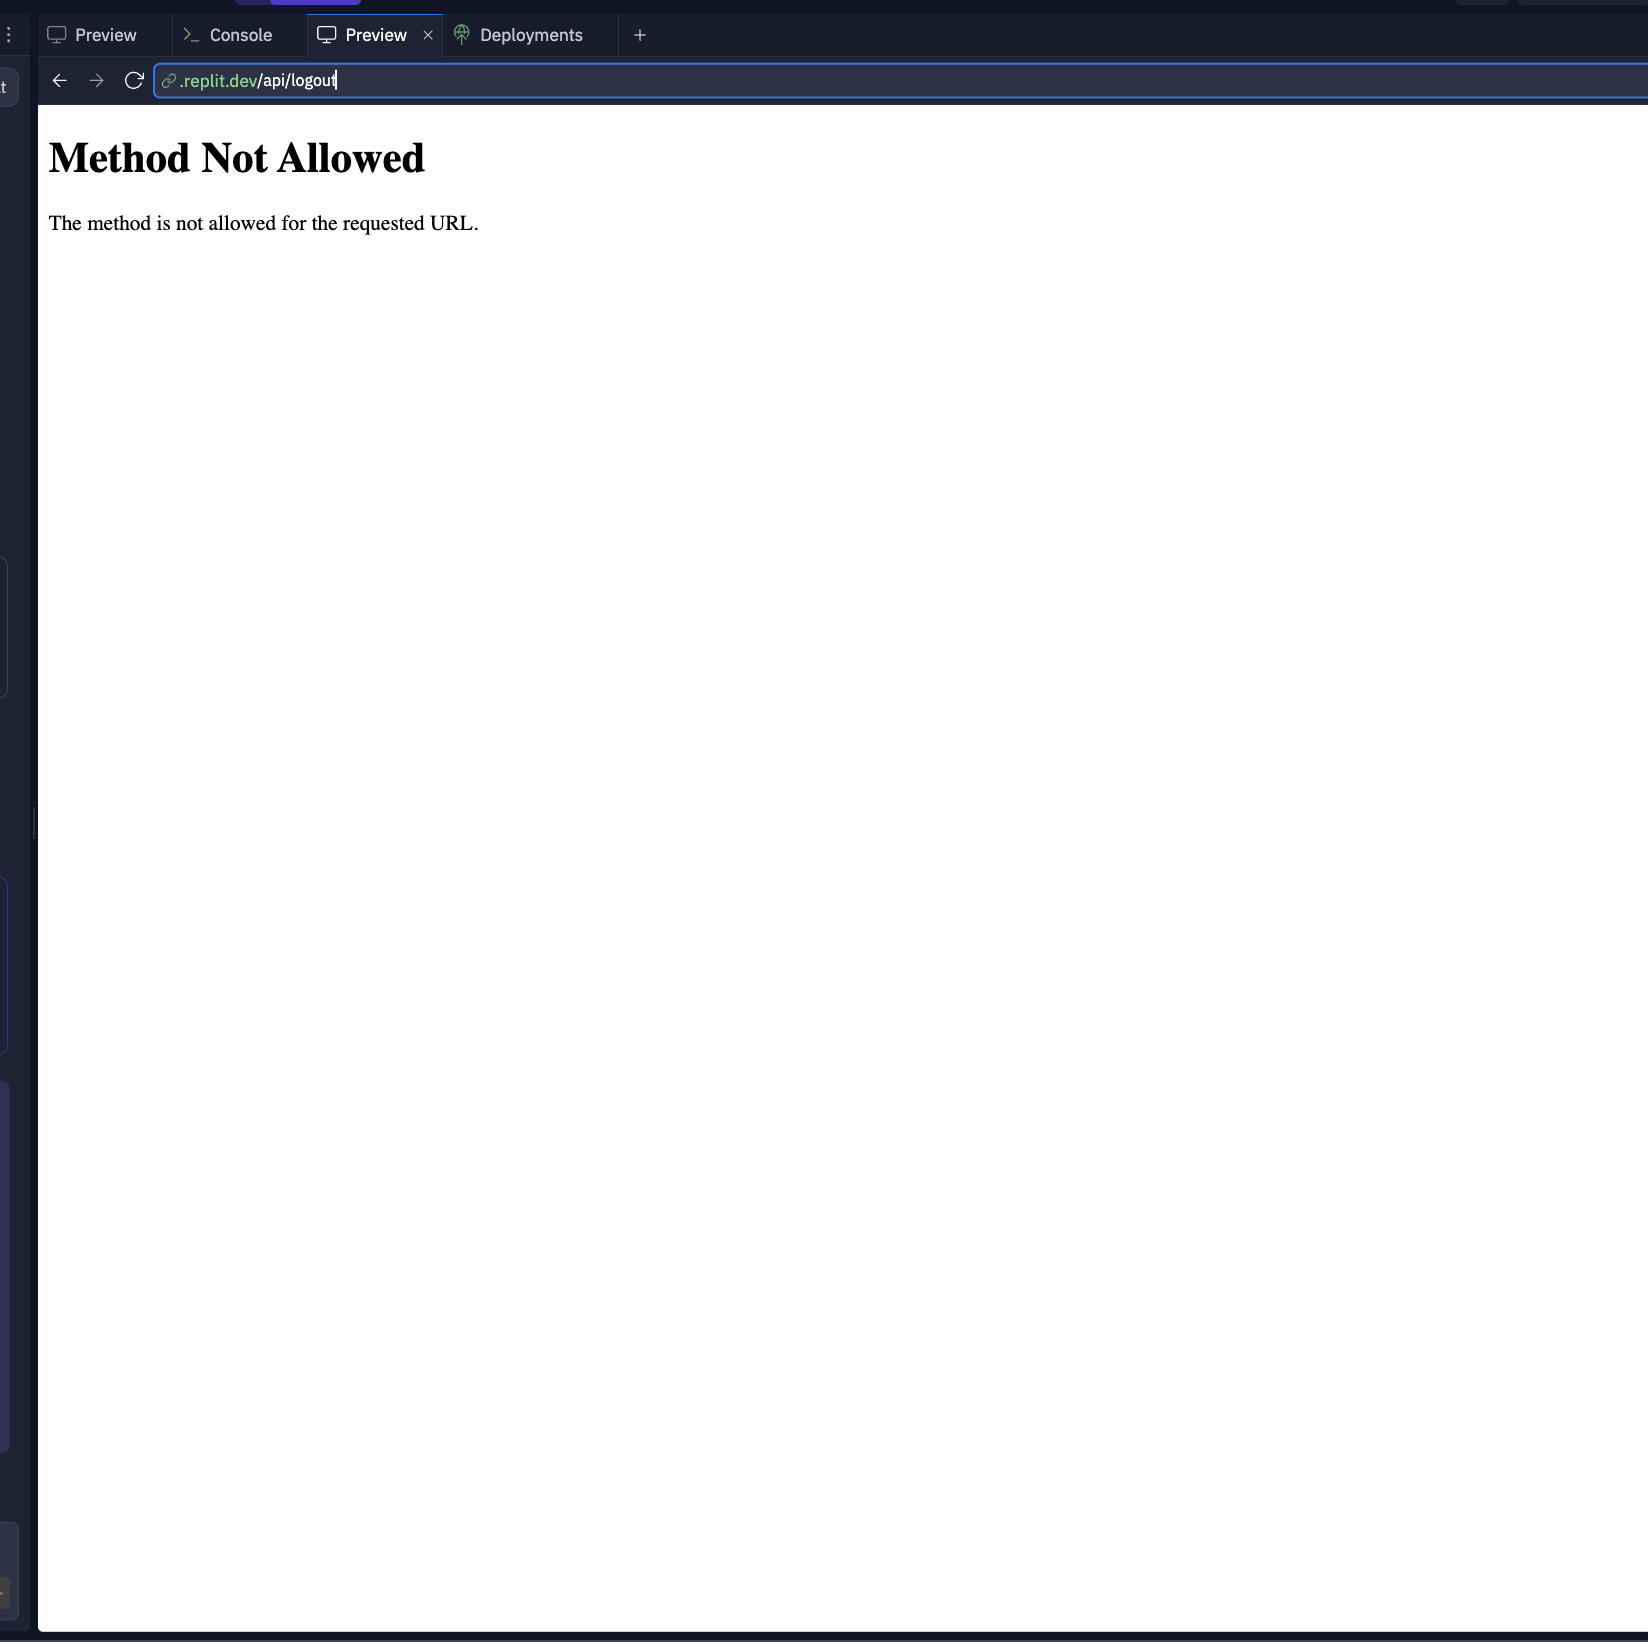 Preview
Console
Preview
Deployments
.replit.dev/api/logout
Method Not Allowed
The method is not allowed for the requested URL.